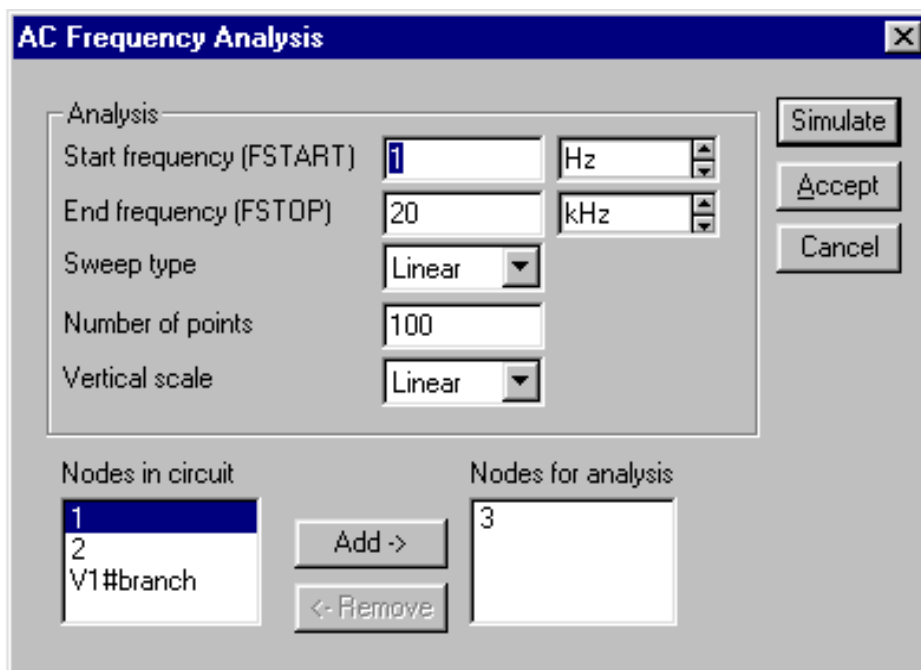 AC Frequency Analysis
Analysis
Start frequency (FSTART) 1 Hz
End frequency (FSTOP) 20 kHz
Sweep type Linear
Number of points 100
Vertical scale Linear
Simulate
Accept
Cancel
Nodes in circuit
1
2
V1#branch
Add ->
<- Remove
Nodes for analysis
3